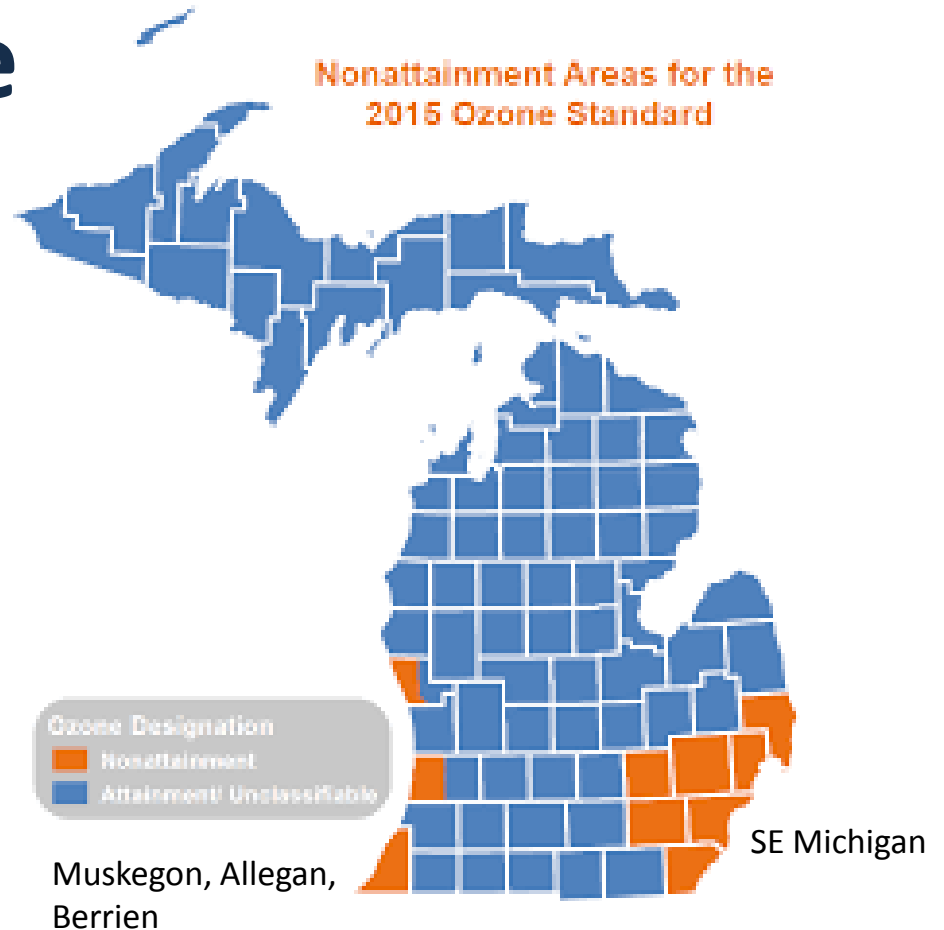 e
Nonattainment Areas for the
2015 Ozone Standard
Ozone Designation
Nonattainment
Attainment/ Unclassifiable
SE Michigan
Muskegon, Allegan,
Berrien